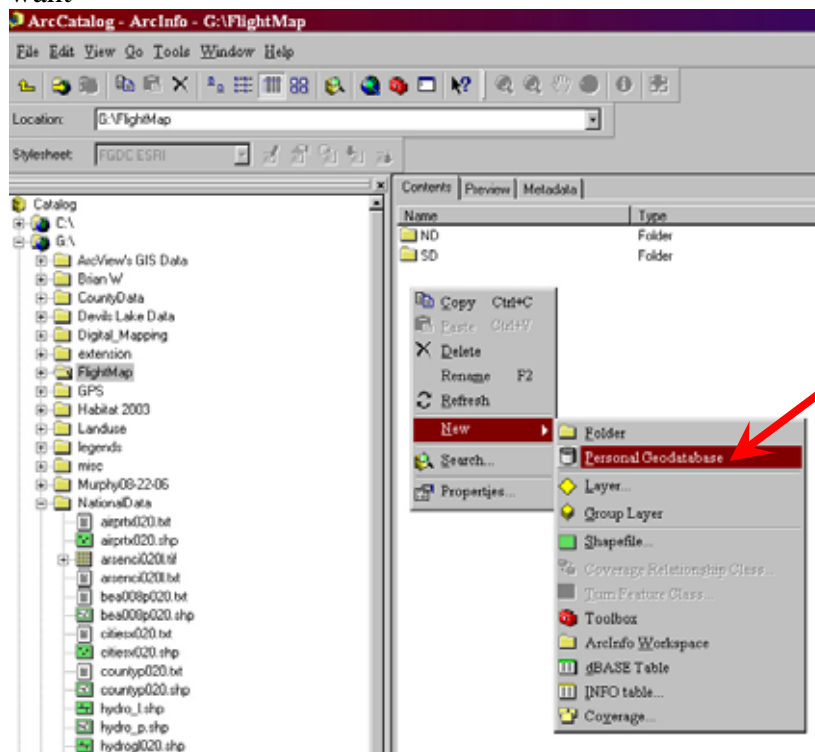 want
ArcCatalog - ArcInfo - G:\FlightMap
File Edit View Go Tools Window Help
Location: G:\FlightMap
Stylesheet: FGDC ESRI
Contents Preview Metadata
Name Type
ND Folder
SD Folder
Catalog
C:\
G:\
ArcView's GIS Data
Brian W
CountyData
Devils Lake Data
Digital_Mapping
extension
FlightMap
GPS
Habitat 2003
Landuse
legends
misc
Murphy08-22-06
NationalData
airprtx020.txt
airprtx020.shp
arsenci020l.tif
arsenci020l.txt
bea008p020.txt
bea008p020.shp
citiesx020.txt
citiesx020.shp
countyp020.txt
countyp020.shp
hydro_l.shp
hydro_p.shp
hydrogl020.shp
Copy Ctrl+C
Paste Ctrl+V
Delete
Rename F2
Refresh
New
Search...
Properties...
Folder
Personal Geodatabase
Layer...
Group Layer
Shapefile...
Coverage Relationship Class...
Turn Feature Class...
Toolbox
ArcInfo Workspace
dBASE Table
INFO table...
Coverage...